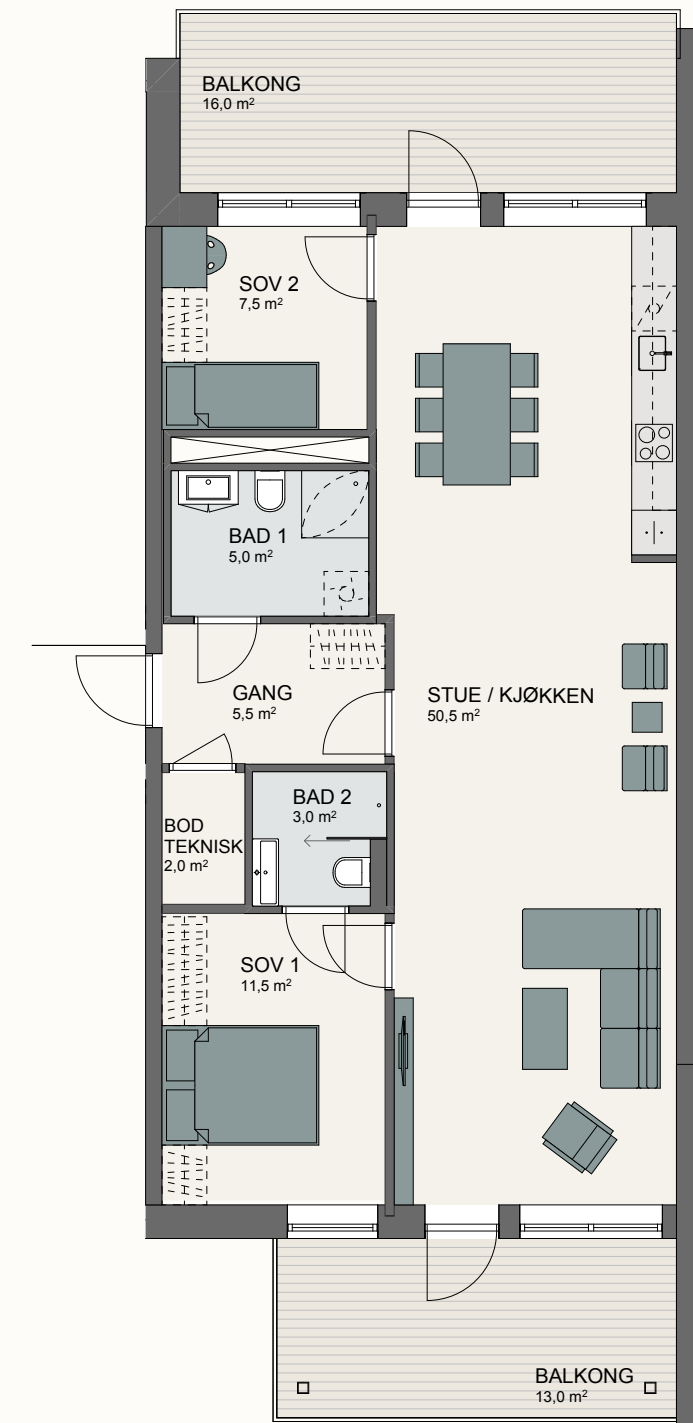 BALKONG
16,0 m²
SOV 2
7,5 m²
BAD 1
5,0 m²
GANG
5,5 m²
STUE / KJØKKEN
50,5 m²
BAD 2
3,0 m²
BOD
TEKNISK
2,0 m²
SOV 1
11,5 m²
BALKONG
13,0 m²